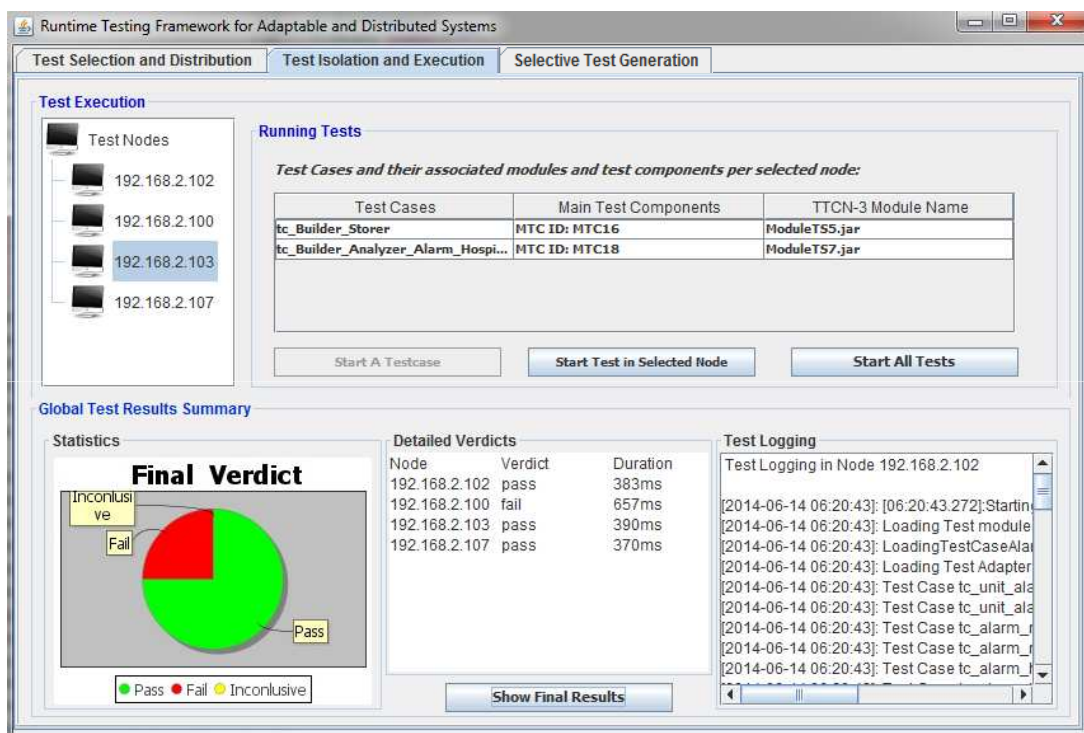 Runtime Testing Framework for Adaptable and Distributed Systems
Test Selection and Distribution
Test Isolation and Execution
Selective Test Generation
Test Execution
Test Nodes
192.168.2.102
192.168.2.100
192.168.2.103
192.168.2.107
Running Tests
Test Cases and their associated modules and test components per selected node:
Test Cases Main Test Components TTCN-3 Module Name
tc_Builder_Storer MTC ID: MTC16 ModuleTS5.jar
tc_Builder_Analyzer_Alarm_Hospi... MTC ID: MTC18 ModuleTS7.jar
Start A Testcase
Start Test in Selected Node
Start All Tests
Global Test Results Summary
Statistics
Final Verdict
Inconlusi
ve
Fail
Pass
Pass Fail Inconlusive
Detailed Verdicts
Node Verdict Duration
192.168.2.102 pass 383ms
192.168.2.100 fail 657ms
192.168.2.103 pass 390ms
192.168.2.107 pass 370ms
Show Final Results
Test Logging
Test Logging in Node 192.168.2.102
[2014-06-14 06:20:43]: [06:20:43.272]:Starting
[2014-06-14 06:20:43]: Loading Test module
[2014-06-14 06:20:43]: LoadingTestCaseAlar
[2014-06-14 06:20:43]: Loading Test Adapter
[2014-06-14 06:20:43]: Test Case tc_unit_ala
[2014-06-14 06:20:43]: Test Case tc_unit_ala
[2014-06-14 06:20:43]: Test Case tc_alarm_r
[2014-06-14 06:20:43]: Test Case tc_alarm_r
[2014-06-14 06:20:43]: Test Case tc_alarm_h